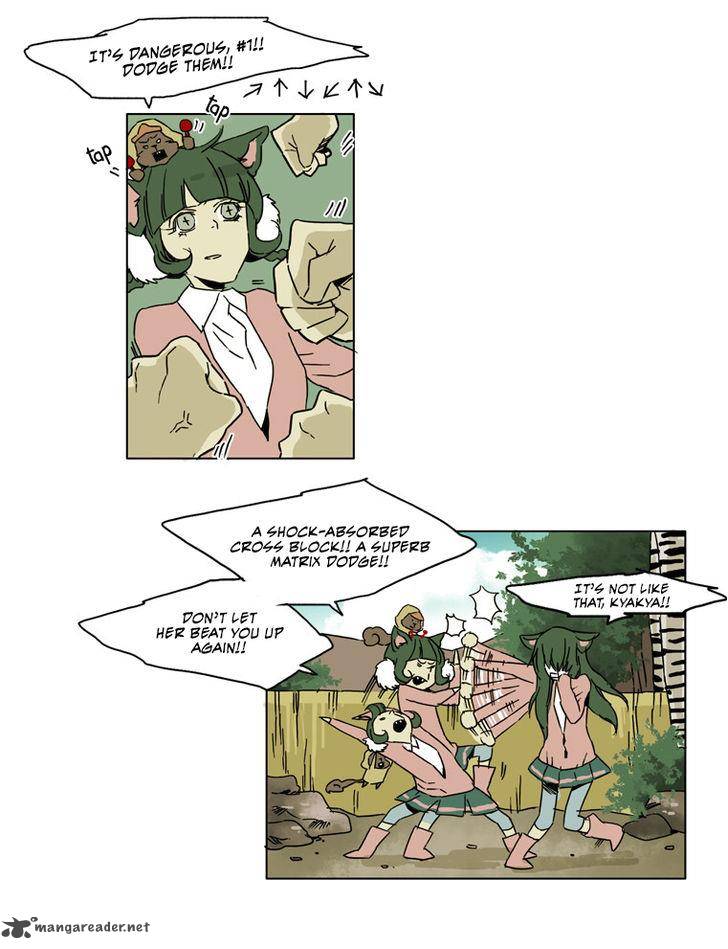 IT'S DANGEROUS, #1!!
DODGE THEM!!
↗ ↑ ↓ ↙ ↑ ↘
tap
tap
A SHOCK-ABSORBED
CROSS BLOCK!! A SUPERB
MATRIX DODGE!!
IT'S NOT LIKE
THAT, KYAKYA!!
DON'T LET
HER BEAT YOU UP
AGAIN!!
mangareader.net